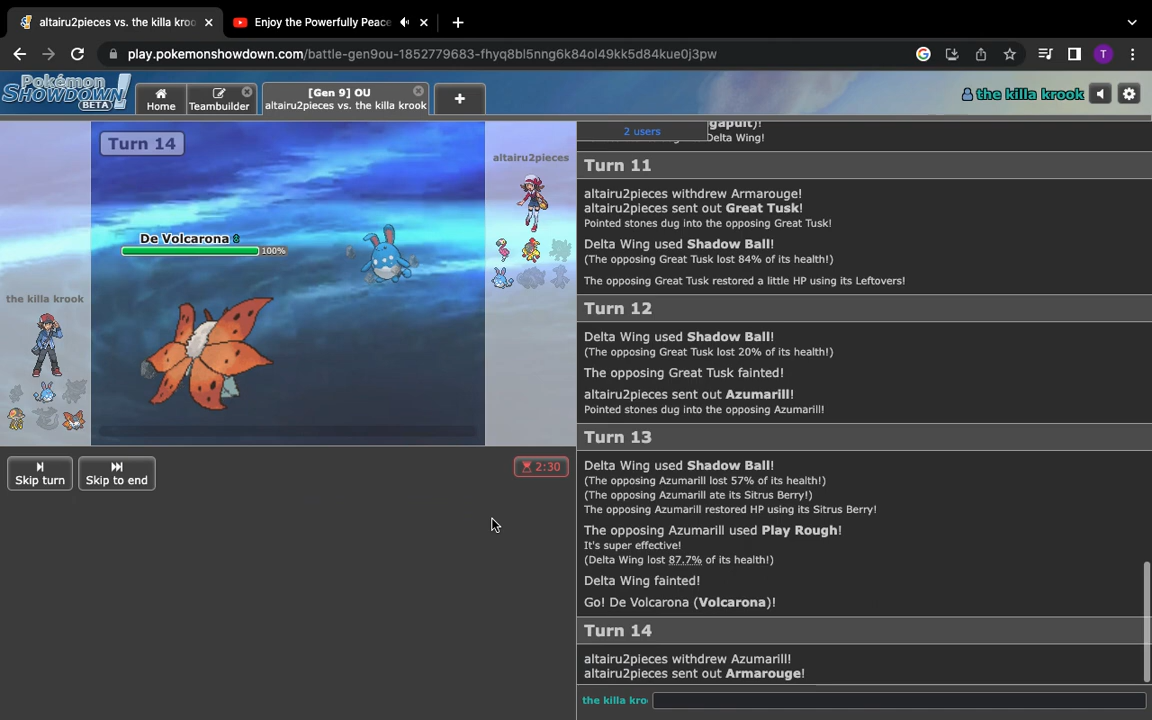 altairu2pieces vs. the killa kroo
Enjoy the Powerfully Peace
play.pokemonshowdown.com/battle-gen9ou-1852779683-fhyg8bl5nng6k84ol49kk5d84kue0j3pw
T
Pokémon
SHOWDOWN!
BETA
Home
Teambuilder
[Gen 9] OU
altairu2pieces vs. the killa krook
+
the killa krook
Turn 14
De Volcarona
100%
altairu2pieces
the killa krook
Skip turn
Skip to end
2:30
2 users
gapult)!
Delta Wing!
Turn 11
altairu2pieces withdrew Armarouge!
altairu2pieces sent out Great Tusk!
Pointed stones dug into the opposing Great Tusk!
Delta Wing used Shadow Ball!
(The opposing Great Tusk lost 84% of its health!)
The opposing Great Tusk restored a little HP using its Leftovers!
Turn 12
Delta Wing used Shadow Ball!
(The opposing Great Tusk lost 20% of its health!)
The opposing Great Tusk fainted!
altairu2pieces sent out Azumarill!
Pointed stones dug into the opposing Azumarill!
Turn 13
Delta Wing used Shadow Ball!
(The opposing Azumarill lost 57% of its health!)
(The opposing Azumarill ate its Sitrus Berry!)
The opposing Azumarill restored HP using its Sitrus Berry!
The opposing Azumarill used Play Rough!
It's super effective!
(Delta Wing lost 87.7% of its health!)
Delta Wing fainted!
Go! De Volcarona (Volcarona)!
Turn 14
altairu2pieces withdrew Azumarill!
altairu2pieces sent out Armarouge!
the killa kro